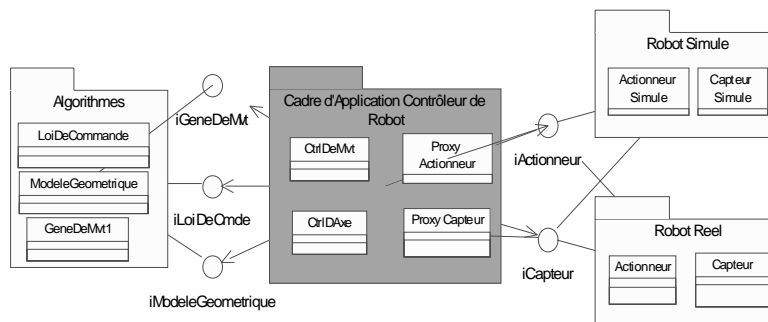 Algorithmes
LoiDeCommande
ModeleGeometrique
GeneDeMvt1
iGeneDeMvt
iLoiDeCmde
iModeleGeometrique
Cadre d'Application Contrôleur de
Robot
CtrlDeMvt
Proxy
Actionneur
CtrlDAxe
Proxy Capteur
iActionneur
iCapteur
Robot Simule
Actionneur
Simule
Capteur
Simule
Robot Reel
Actionneur
Capteur